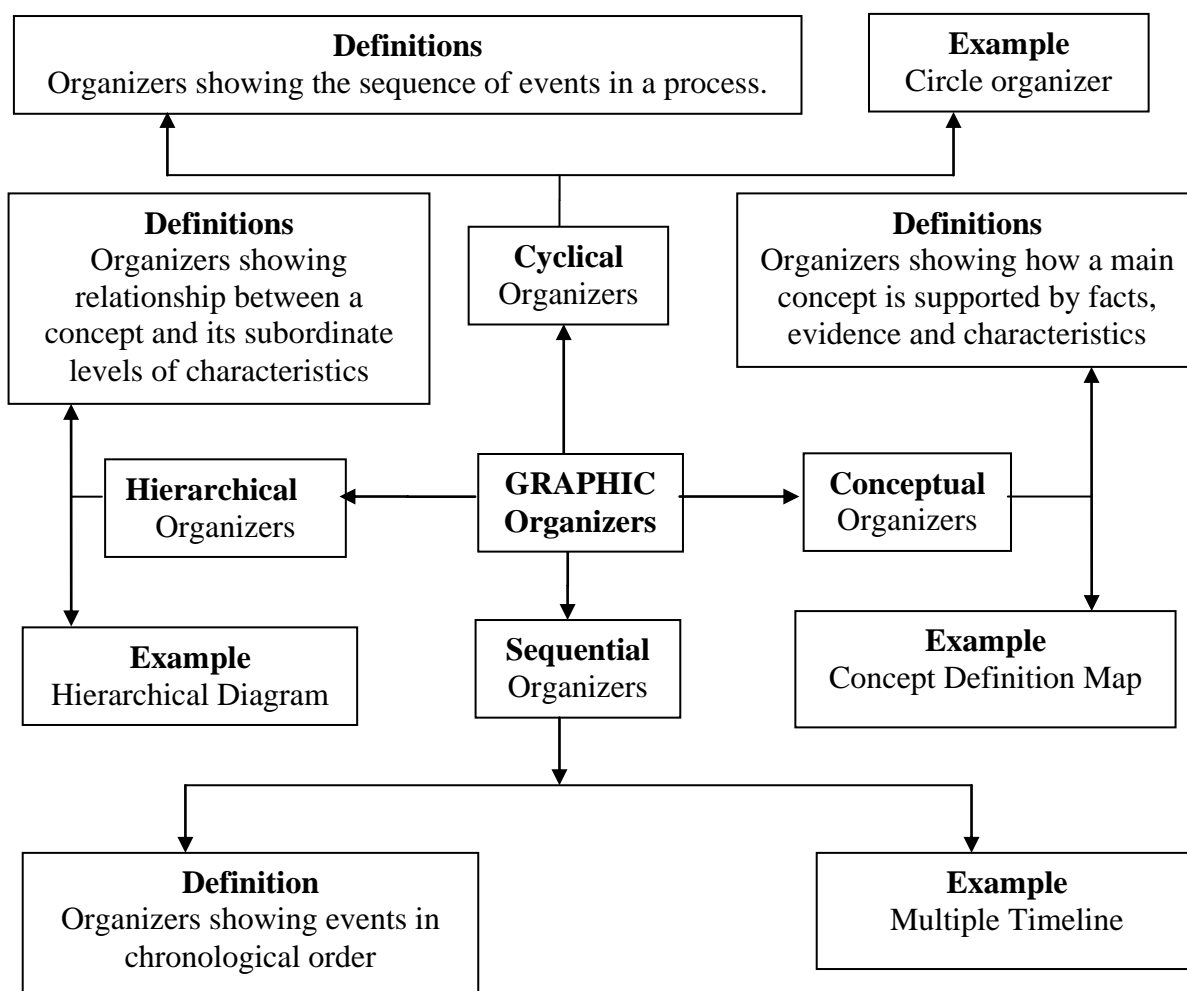 Definitions
Organizers showing the sequence of events in a process.
Example
Circle organizer
Definitions
Organizers showing
relationship between a
concept and its subordinate
levels of characteristics
Cyclical
Organizers
Definitions
Organizers showing how a main
concept is supported by facts,
evidence and characteristics
Hierarchical
Organizers
GRAPHIC
Organizers
Conceptual
Organizers
Example
Hierarchical Diagram
Sequential
Organizers
Example
Concept Definition Map
Definition
Organizers showing events in
chronological order
Example
Multiple Timeline